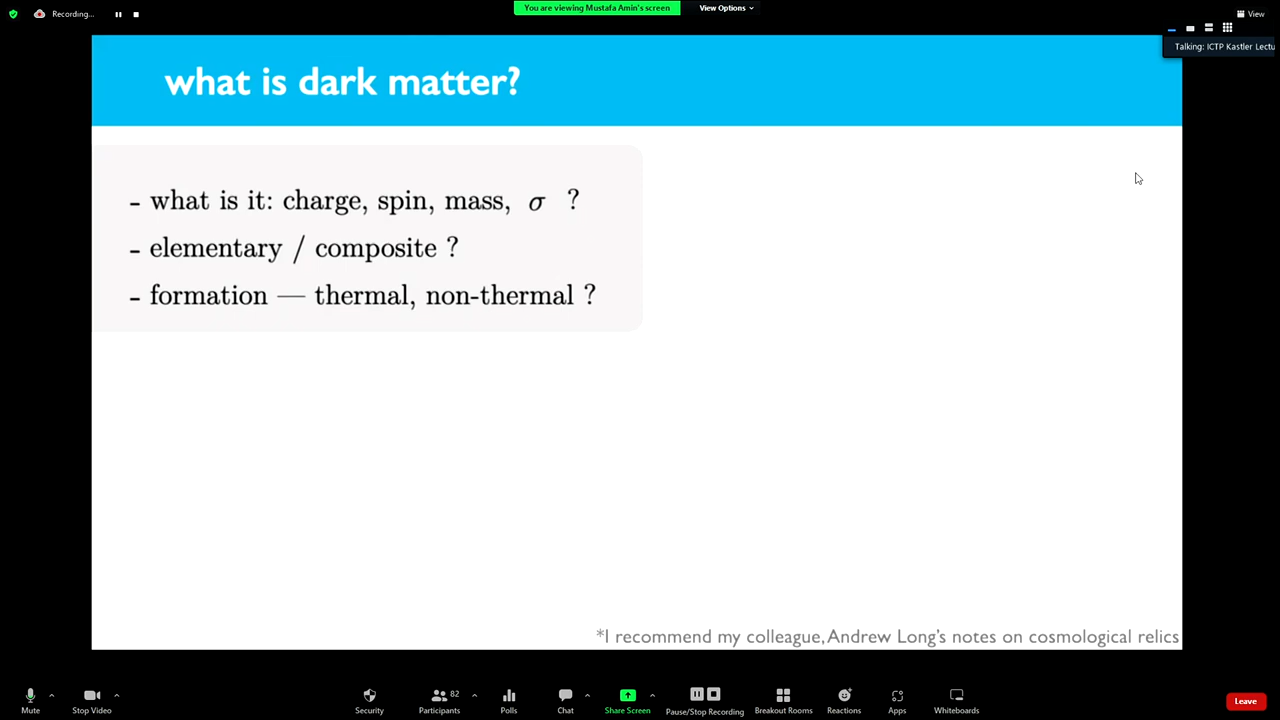 Recording...
You are viewing Mustafa Amin's screen
View Options
View
Talking: ICTP Kastler Lectu
what is dark matter?
- what is it: charge, spin, mass, σ ?
- elementary / composite ?
- formation — thermal, non-thermal ?
*I recommend my colleague, Andrew Long's notes on cosmological relics
Mute
Stop Video
Security
82
Participants
Polls
Chat
Share Screen
Pause/Stop Recording
Breakout Rooms
Reactions
Apps
Whiteboards
Leave